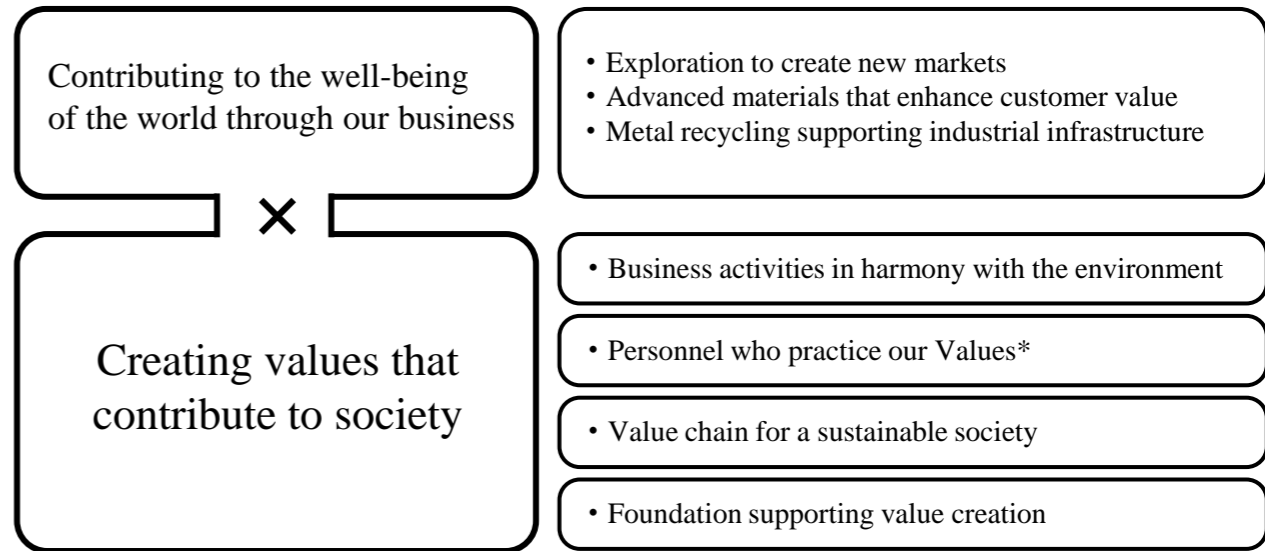 Contributing to the well-being
of the world through our business
・Exploration to create new markets
・Advanced materials that enhance customer value
・Metal recycling supporting industrial infrastructure
×
Creating values that
contribute to society
・Business activities in harmony with the environment
・Personnel who practice our Values*
・Value chain for a sustainable society
・Foundation supporting value creation